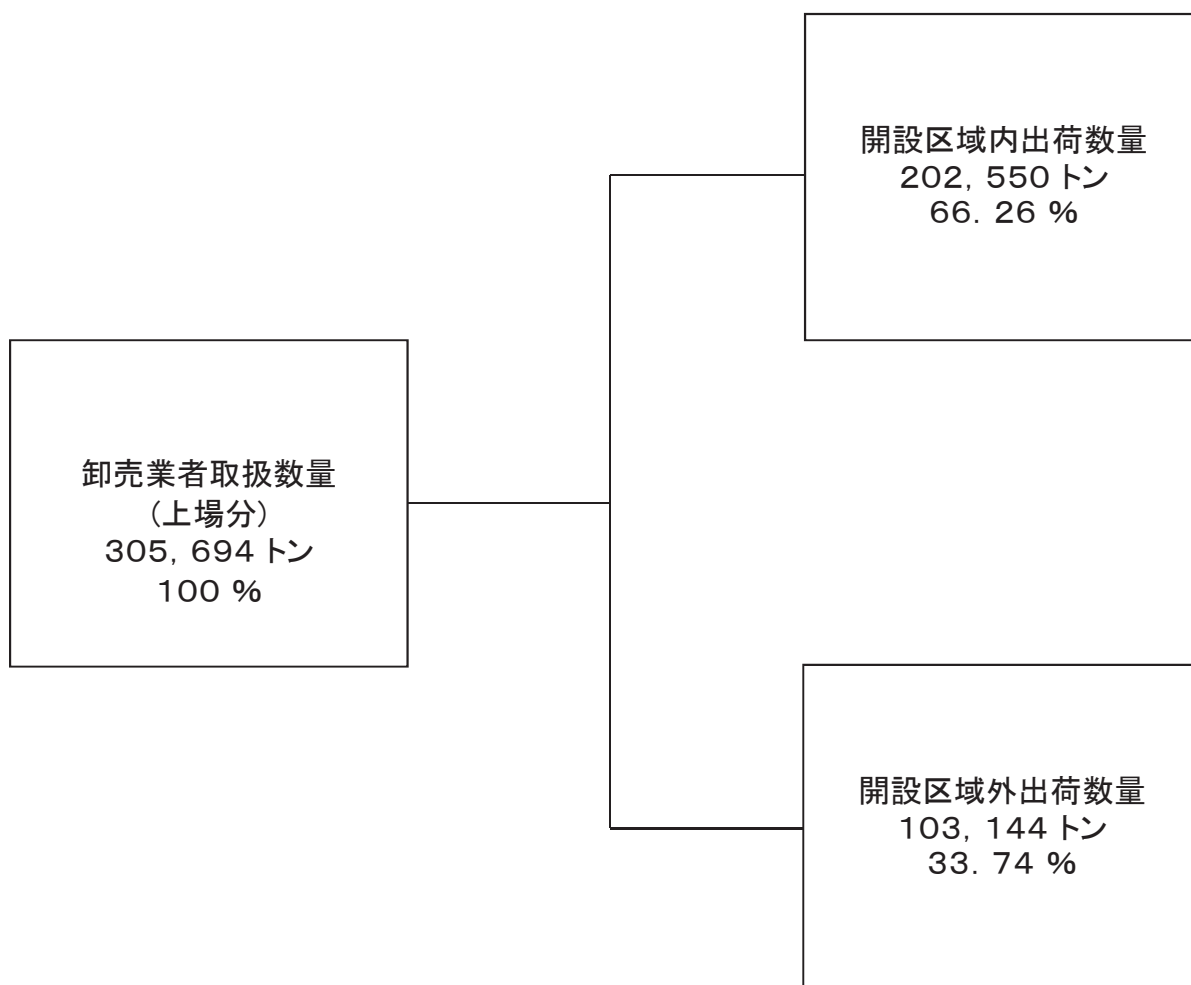 開設区域内出荷数量
202, 550 トン
66. 26 %
卸売業者取扱数量
(上場分)
305, 694 トン
100 %
開設区域外出荷数量
103, 144 トン
33. 74 %